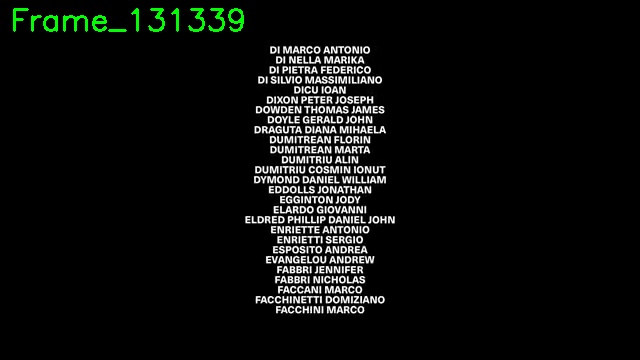 Frame_131339
DI MARCO ANTONIO
DI NELLA MARIKA
DI PIETRA FEDERICO
DI SILVIO MASSIMILIANO
DICU IOAN
DIXON PETER JOSEPH
DOWDEN THOMAS JAMES
DOYLE GERALD JOHN
DRAGUTA DIANA MIHAELA
DUMITREAN FLORIN
DUMITREAN MARTA
DUMITRIU ALIN
DUMITRIU COSMIN IONUT
DYMOND DANIEL WILLIAM
EDDOLLS JONATHAN
EGGINTON JODY
ELARDO GIOVANNI
ELDRED PHILLIP DANIEL JOHN
ENRIETTE ANTONIO
ENRIETTI SERGIO
ESPOSITO ANDREA
EVANGELOU ANDREW
FABBRI JENNIFER
FABBRI NICHOLAS
FACCANI MARCO
FACCHINETTI DOMIZIANO
FACCHINI MARCO